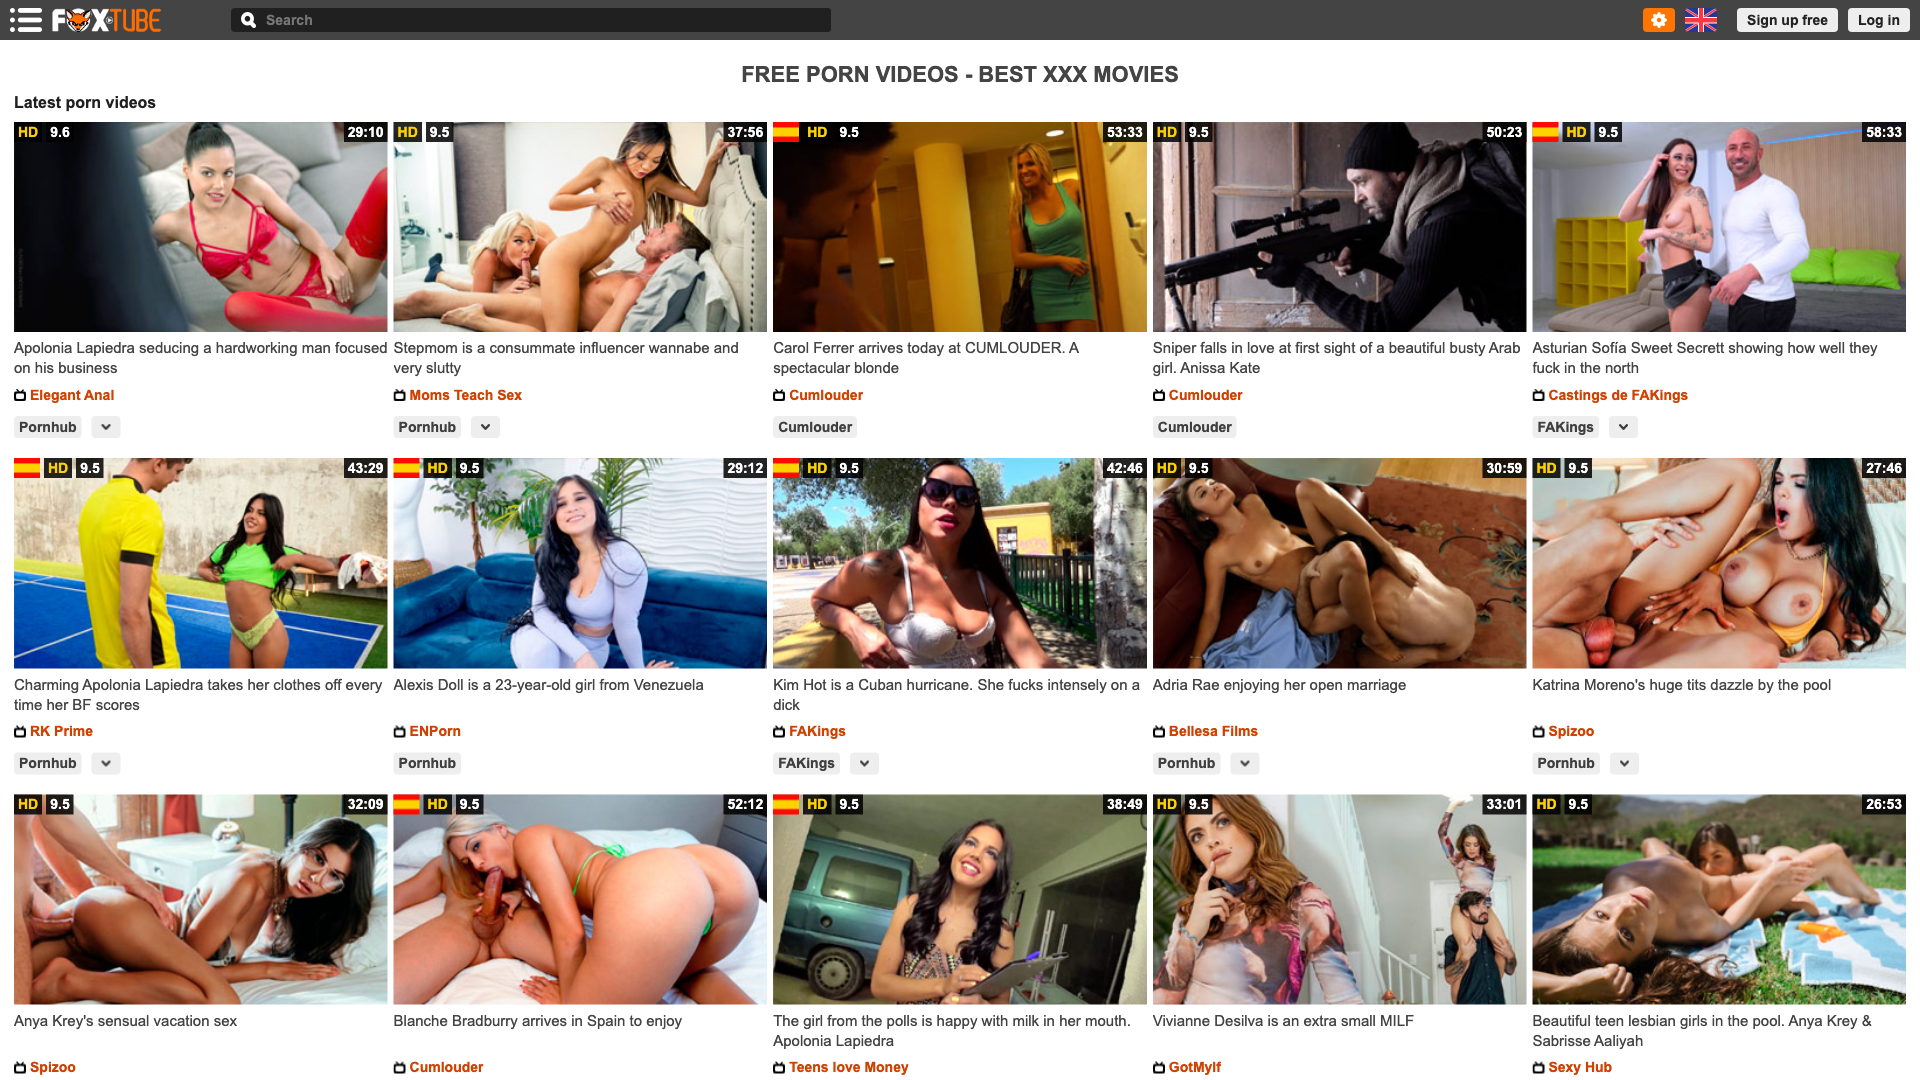 FOXTUBE
Search
Sign up free
Log in
FREE PORN VIDEOS - BEST XXX MOVIES
Latest porn videos
HD 9.6 29:10
HD 9.5 37:56
HD 9.5 53:33
HD 9.5 50:23
HD 9.5 58:33
Apolonia Lapiedra seducing a hardworking man focused
on his business
Elegant Anal
Pornhub
Stepmom is a consummate influencer wannabe and
very slutty
Moms Teach Sex
Pornhub
Carol Ferrer arrives today at CUMLOUDER. A
spectacular blonde
Cumlouder
Cumlouder
Sniper falls in love at first sight of a beautiful busty Arab
girl. Anissa Kate
Cumlouder
Cumlouder
Asturian Sofía Sweet Secrett showing how well they
fuck in the north
Castings de FAKings
FAKings
HD 9.5 43:29
HD 9.5 29:12
HD 9.5 42:46
HD 9.5 30:59
HD 9.5 27:46
Charming Apolonia Lapiedra takes her clothes off every
time her BF scores
RK Prime
Pornhub
Alexis Doll is a 23-year-old girl from Venezuela
ENPorn
Pornhub
Kim Hot is a Cuban hurricane. She fucks intensely on a
dick
FAKings
FAKings
Adria Rae enjoying her open marriage
Bellesa Films
Pornhub
Katrina Moreno's huge tits dazzle by the pool
Spizoo
Pornhub
HD 9.5 32:09
HD 9.5 52:12
HD 9.5 38:49
HD 9.5 33:01
HD 9.5 26:53
Anya Krey's sensual vacation sex
Spizoo
Blanche Bradburry arrives in Spain to enjoy
Cumlouder
The girl from the polls is happy with milk in her mouth.
Apolonia Lapiedra
Teens love Money
Vivianne Desilva is an extra small MILF
GotMylf
Beautiful teen lesbian girls in the pool. Anya Krey &
Sabrisse Aaliyah
Sexy Hub